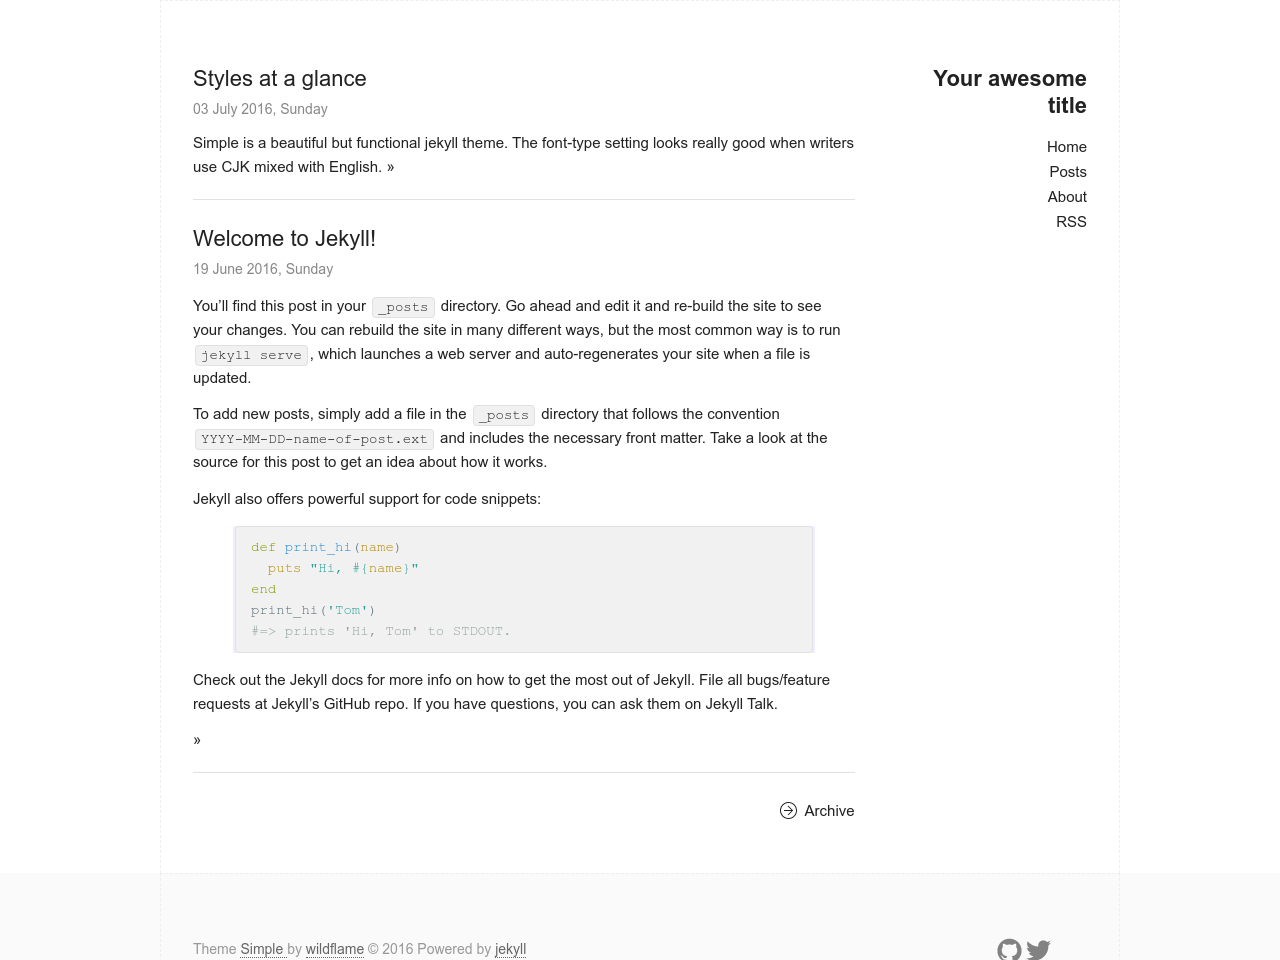 Styles at a glance
03 July 2016, Sunday
Simple is a beautiful but functional jekyll theme. The font-type setting looks really good when writers
use CJK mixed with English. »
Welcome to Jekyll!
19 June 2016, Sunday
You’ll find this post in your _posts directory. Go ahead and edit it and re-build the site to see
your changes. You can rebuild the site in many different ways, but the most common way is to run
jekyll serve, which launches a web server and auto-regenerates your site when a file is
updated.
To add new posts, simply add a file in the _posts directory that follows the convention
YYYY-MM-DD-name-of-post.ext and includes the necessary front matter. Take a look at the
source for this post to get an idea about how it works.
Jekyll also offers powerful support for code snippets:
def print_hi(name)
  puts "Hi, #{name}"
end
print_hi('Tom')
#=> prints 'Hi, Tom' to STDOUT.
Check out the Jekyll docs for more info on how to get the most out of Jekyll. File all bugs/feature
requests at Jekyll’s GitHub repo. If you have questions, you can ask them on Jekyll Talk.
»
Archive
Your awesome
title
Home
Posts
About
RSS
Theme Simple by wildflame © 2016 Powered by jekyll